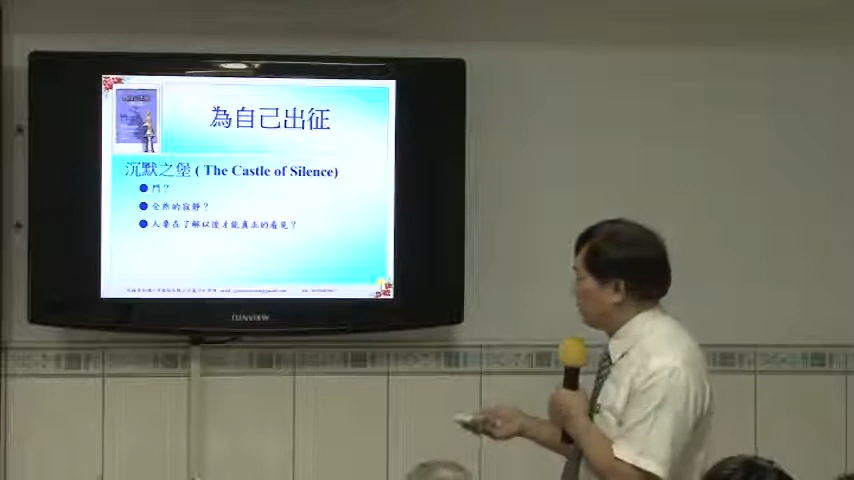 為自己出征
沉默之堡 ( The Castle of Silence)
●門？
●全然的寂靜？
●人要在了解以後才能真正的看見？
SUNVIEW